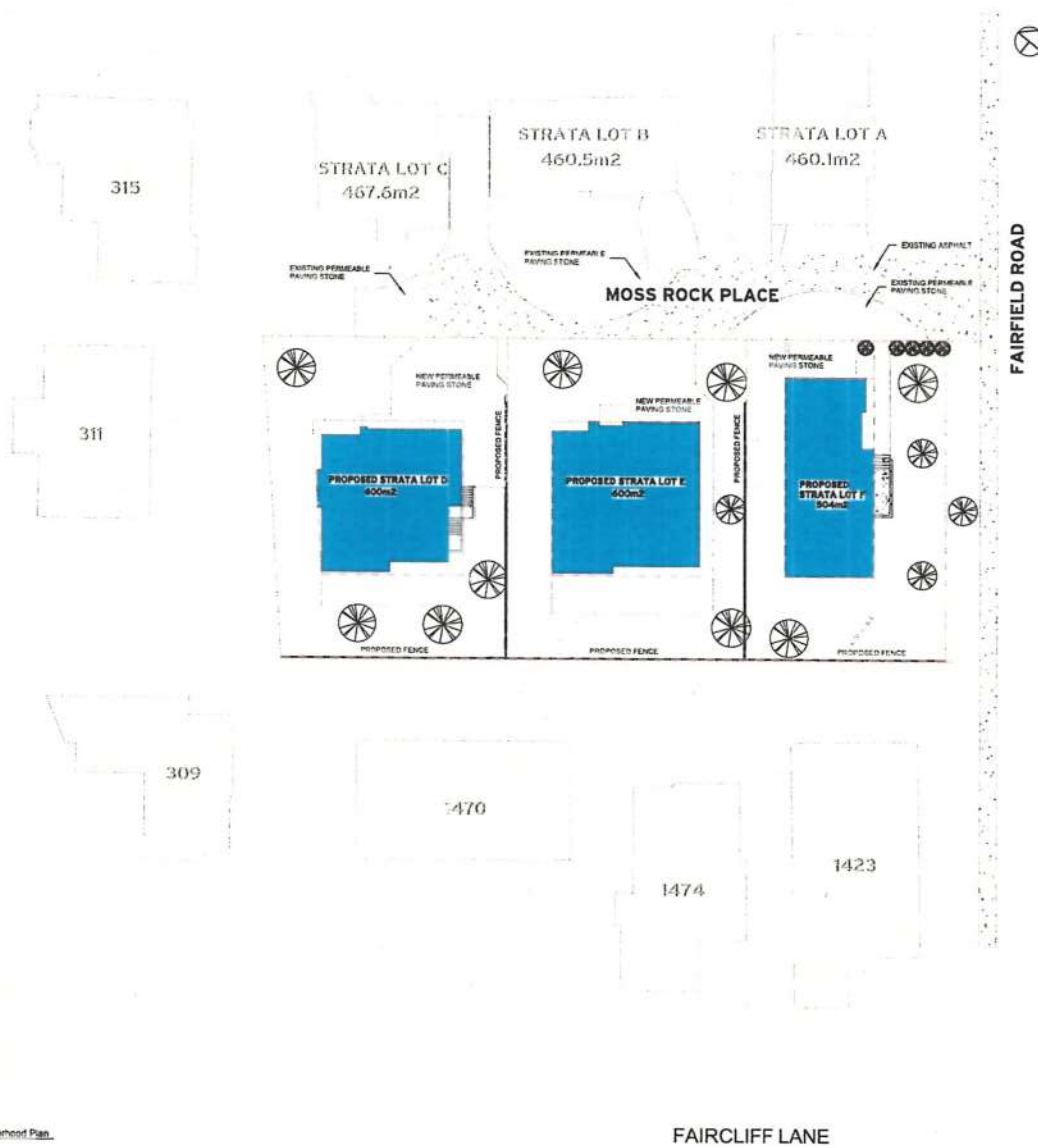 STRATA LOT B
460.5m2
STRATA LOT A
460.1m2
STRATA LOT C
467.6m2
315
EXISTING ASPHALT
EXISTING PERMEABLE
PAVING STONE
EXISTING PERMEABLE
PAVING STONE
EXISTING PERMEABLE
PAVING STONE
MOSS ROCK PLACE
FAIRFIELD ROAD
NEW PERMEABLE
PAVING STONE
NEW PERMEABLE
PAVING STONE
NEW PERMEABLE
PAVING STONE
311
PROPOSED FENCE
PROPOSED FENCE
PROPOSED STRATA LOT D
600m2
PROPOSED STRATA LOT E
600m2
PROPOSED
STRATA LOT F
504m2
PROPOSED FENCE
PROPOSED FENCE
PROPOSED FENCE
309
1470
1474
1423
Plan
FAIRCLIFF LANE